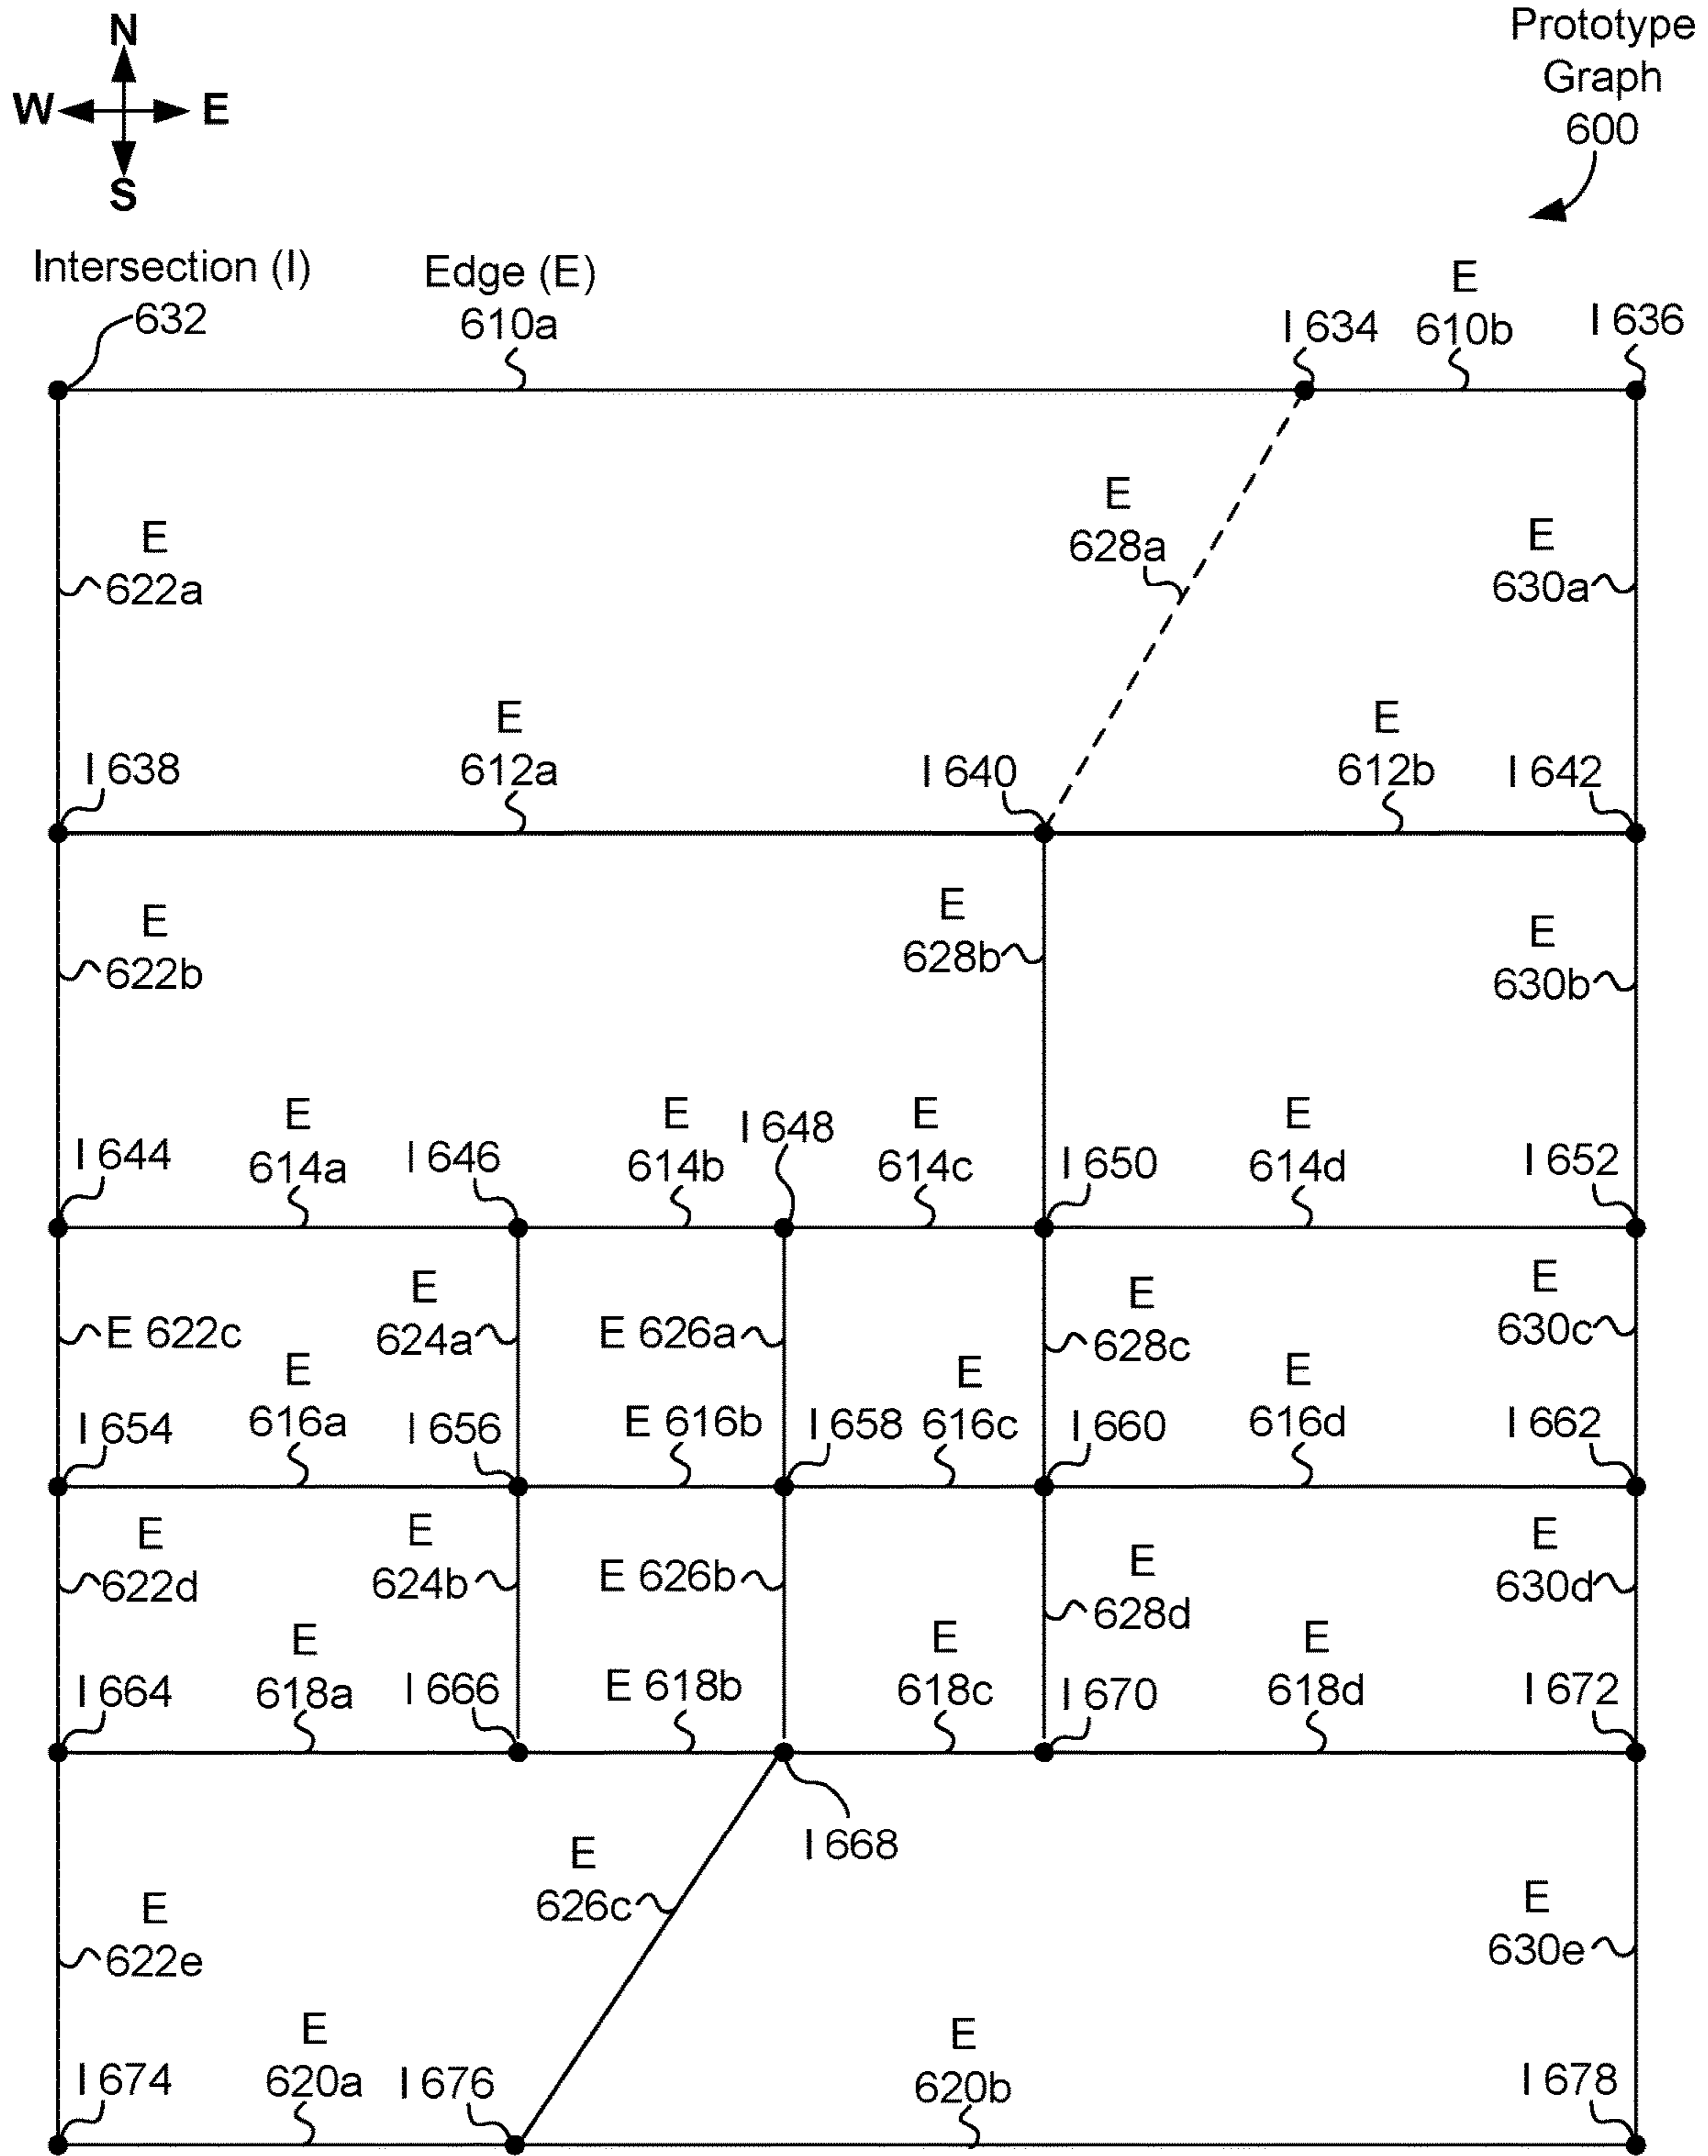 N
W E
S
Prototype
Graph
600
Intersection (I)
632
Edge (E)
610a
I 634
E
610b
I 636
E
622a
E
628a
E
630a
I 638
E
612a
I 640
E
612b
I 642
E
622b
E
628b
E
630b
I 644
E
614a
I 646
E
614b
I 648
E
614c
I 650
E
614d
I 652
E 622c
E
624a
E 626a
E
628c
E
630c
I 654
E
616a
I 656
E 616b
I 658
E
616c
I 660
E
616d
I 662
E
622d
E
624b
E 626b
E
628d
E
630d
I 664
E
618a
I 666
E 618b
I 668
E
618c
I 670
E
618d
I 672
E
622e
E
626c
E
630e
I 674
E
620a
I 676
E
620b
I 678